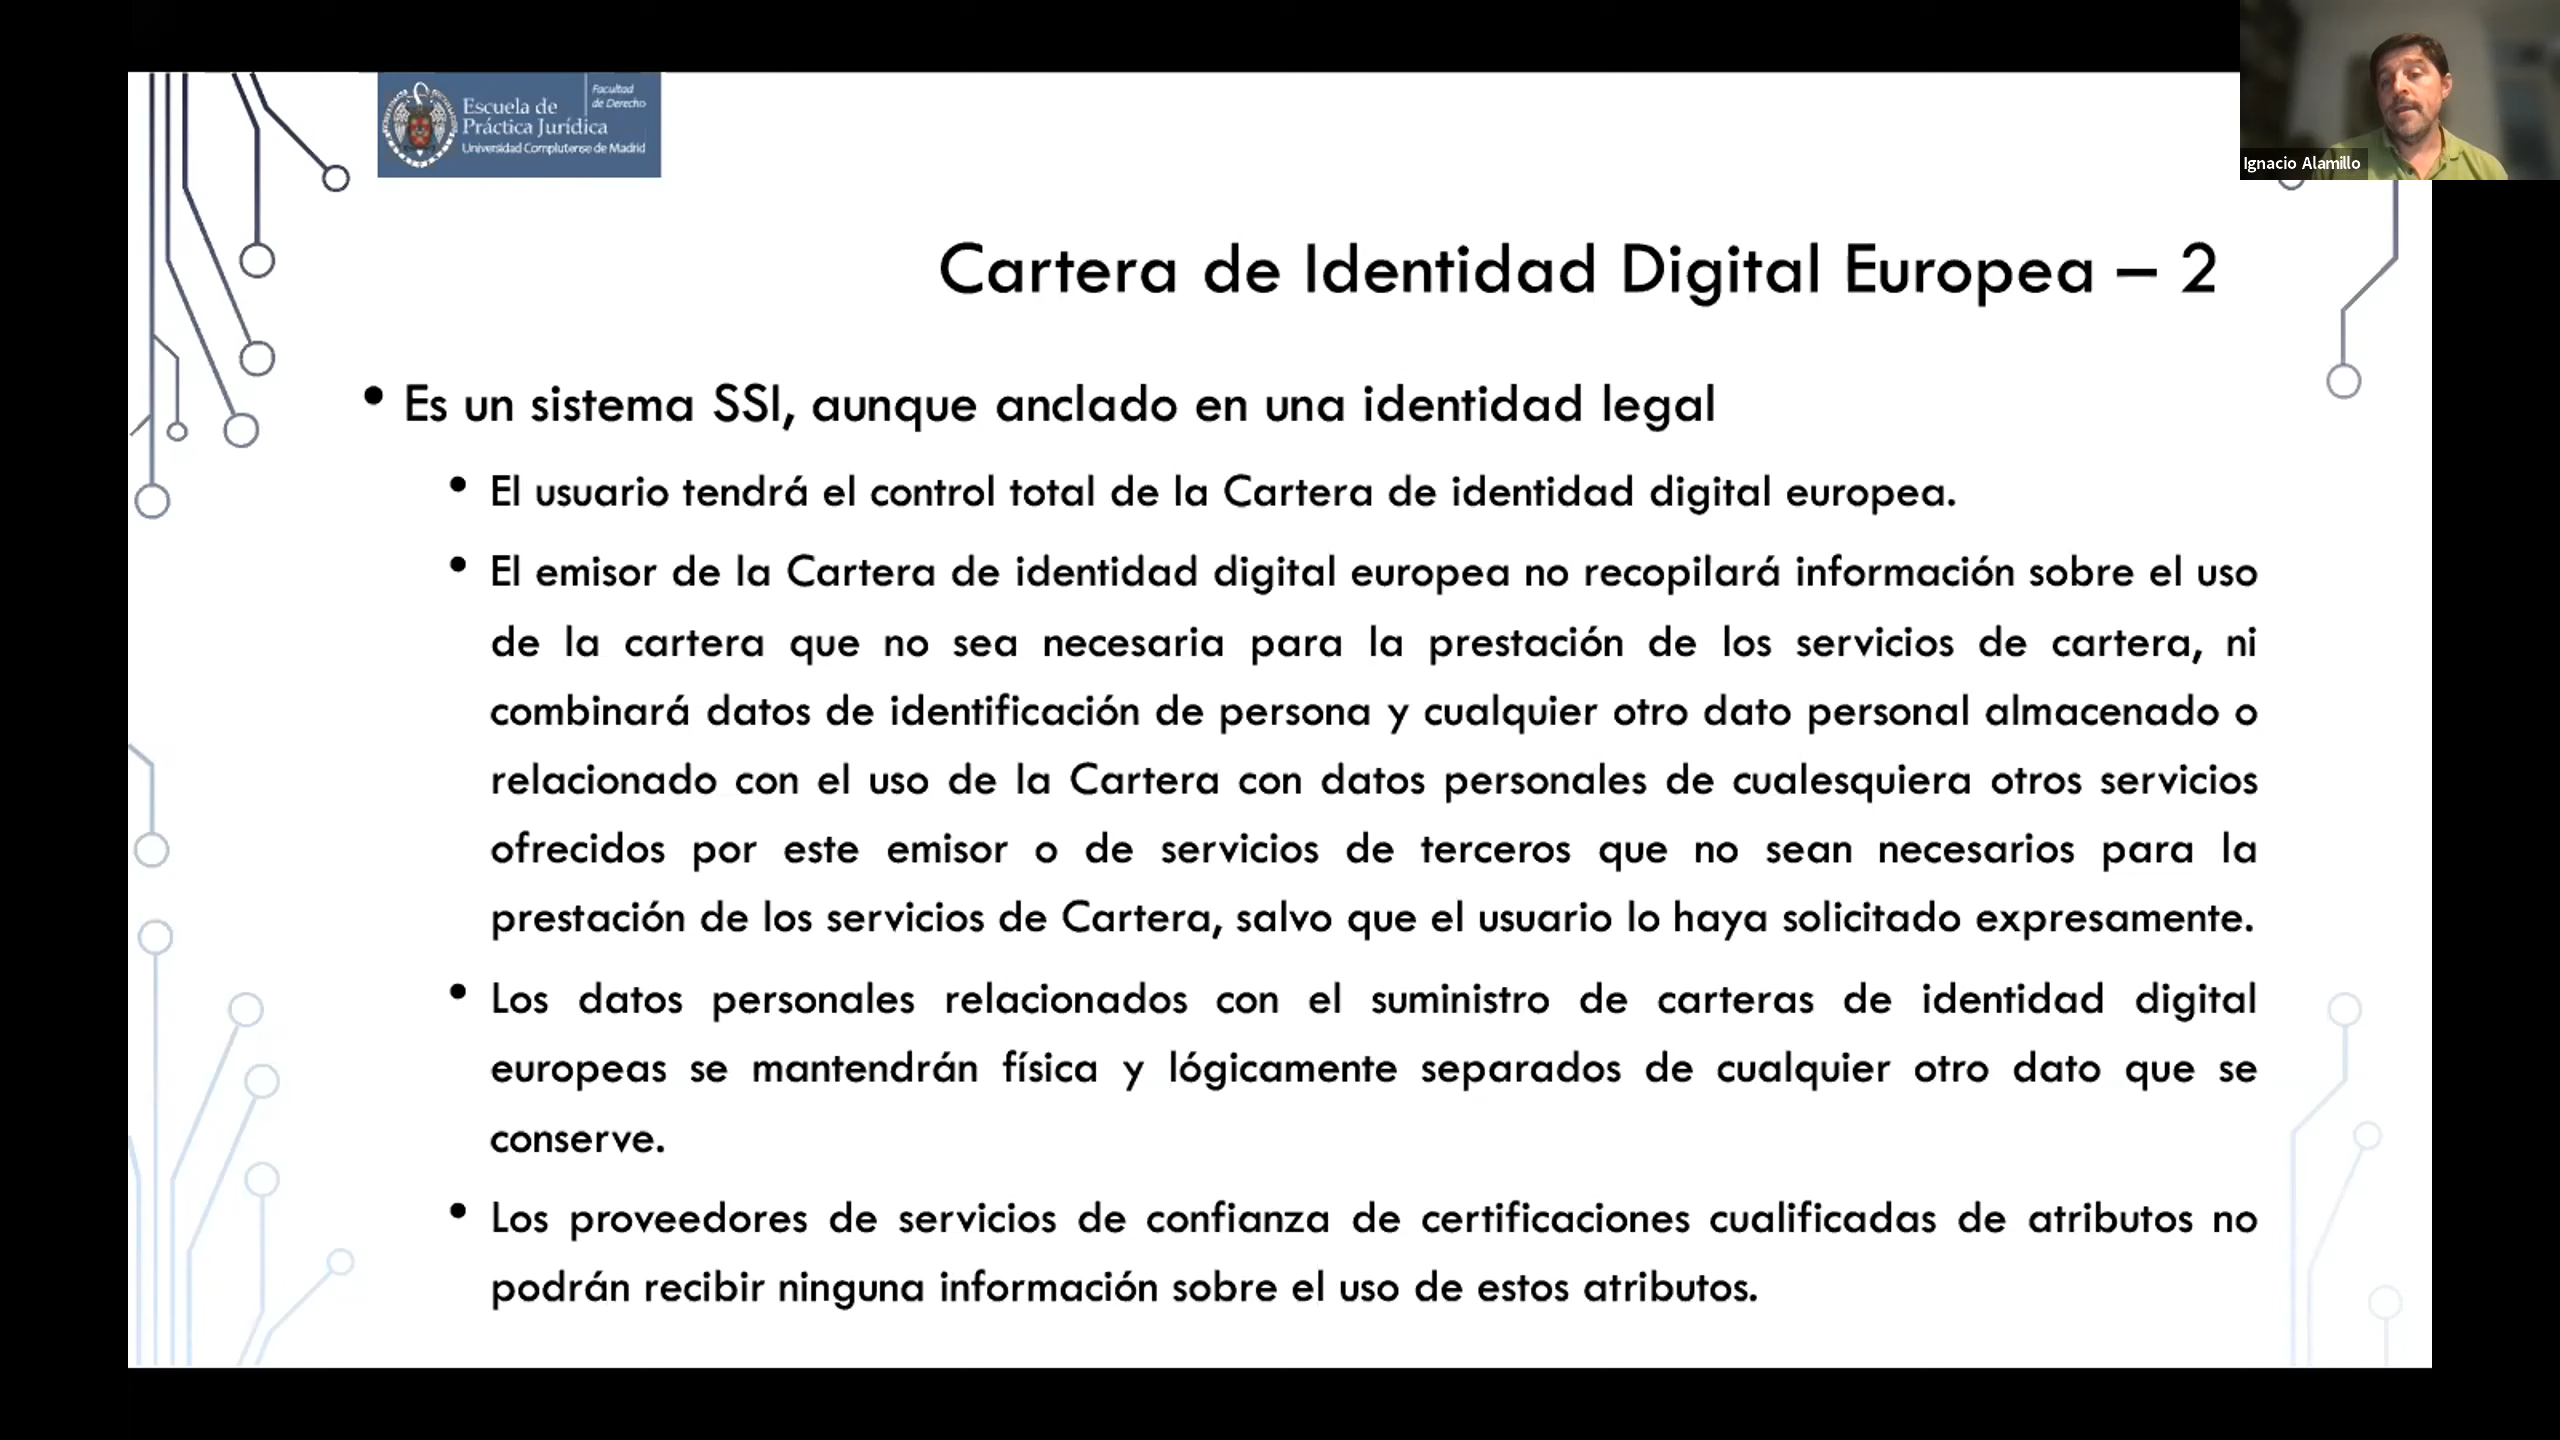 Facultad
de Derecho
Escuela de
Práctica Jurídica
Universidad Complutense de Madrid
Ignacio Alamillo
Cartera de Identidad Digital Europea – 2
• Es un sistema SSI, aunque anclado en una identidad legal
• El usuario tendrá el control total de la Cartera de identidad digital europea.
• El emisor de la Cartera de identidad digital europea no recopilará información sobre el uso
de la cartera que no sea necesaria para la prestación de los servicios de cartera, ni
combinará datos de identificación de persona y cualquier otro dato personal almacenado o
relacionado con el uso de la Cartera con datos personales de cualesquiera otros servicios
ofrecidos por este emisor o de servicios de terceros que no sean necesarios para la
prestación de los servicios de Cartera, salvo que el usuario lo haya solicitado expresamente.
• Los datos personales relacionados con el suministro de carteras de identidad digital
europeas se mantendrán física y lógicamente separados de cualquier otro dato que se
conserve.
• Los proveedores de servicios de confianza de certificaciones cualificadas de atributos no
podrán recibir ninguna información sobre el uso de estos atributos.